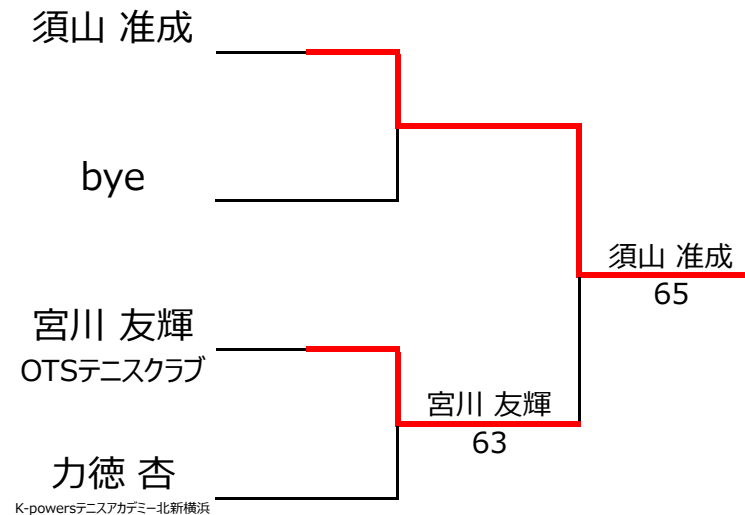 須山 准成
bye
須山 准成
65
宮川 友輝
OTSテニスクラブ
宮川 友輝
63
力徳 杏
K-powersテニスアカデミー北新横浜